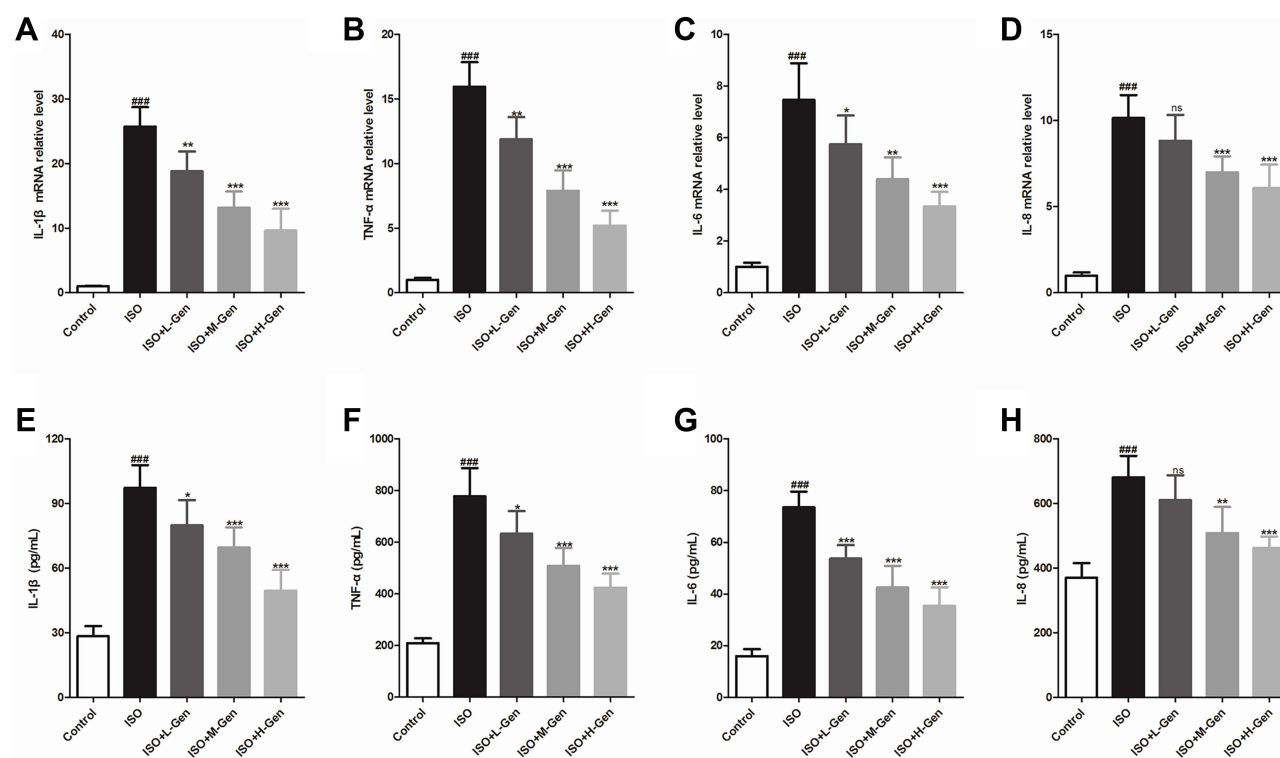 A
IL-1β mRNA relative level
40
30
20
10
0
###
**
***
***
Control
ISO
ISO+L-Gen
ISO+M-Gen
ISO+H-Gen
B
TNF-α mRNA relative level
20
15
10
5
0
###
**
***
***
Control
ISO
ISO+L-Gen
ISO+M-Gen
ISO+H-Gen
C
IL-6 mRNA relative level
10
8
6
4
2
0
###
*
**
***
Control
ISO
ISO+L-Gen
ISO+M-Gen
ISO+H-Gen
D
IL-8 mRNA relative level
15
10
5
0
###
ns
***
***
Control
ISO
ISO+L-Gen
ISO+M-Gen
ISO+H-Gen
E
IL-1β (pg/mL)
120
90
60
30
0
###
*
***
***
Control
ISO
ISO+L-Gen
ISO+M-Gen
ISO+H-Gen
F
TNF-α (pg/mL)
1000
800
600
400
200
0
###
*
***
***
Control
ISO
ISO+L-Gen
ISO+M-Gen
ISO+H-Gen
G
IL-6 (pg/mL)
100
80
60
40
20
0
###
***
***
***
Control
ISO
ISO+L-Gen
ISO+M-Gen
ISO+H-Gen
H
IL-8 (pg/mL)
800
600
400
200
0
###
ns
**
***
Control
ISO
ISO+L-Gen
ISO+M-Gen
ISO+H-Gen